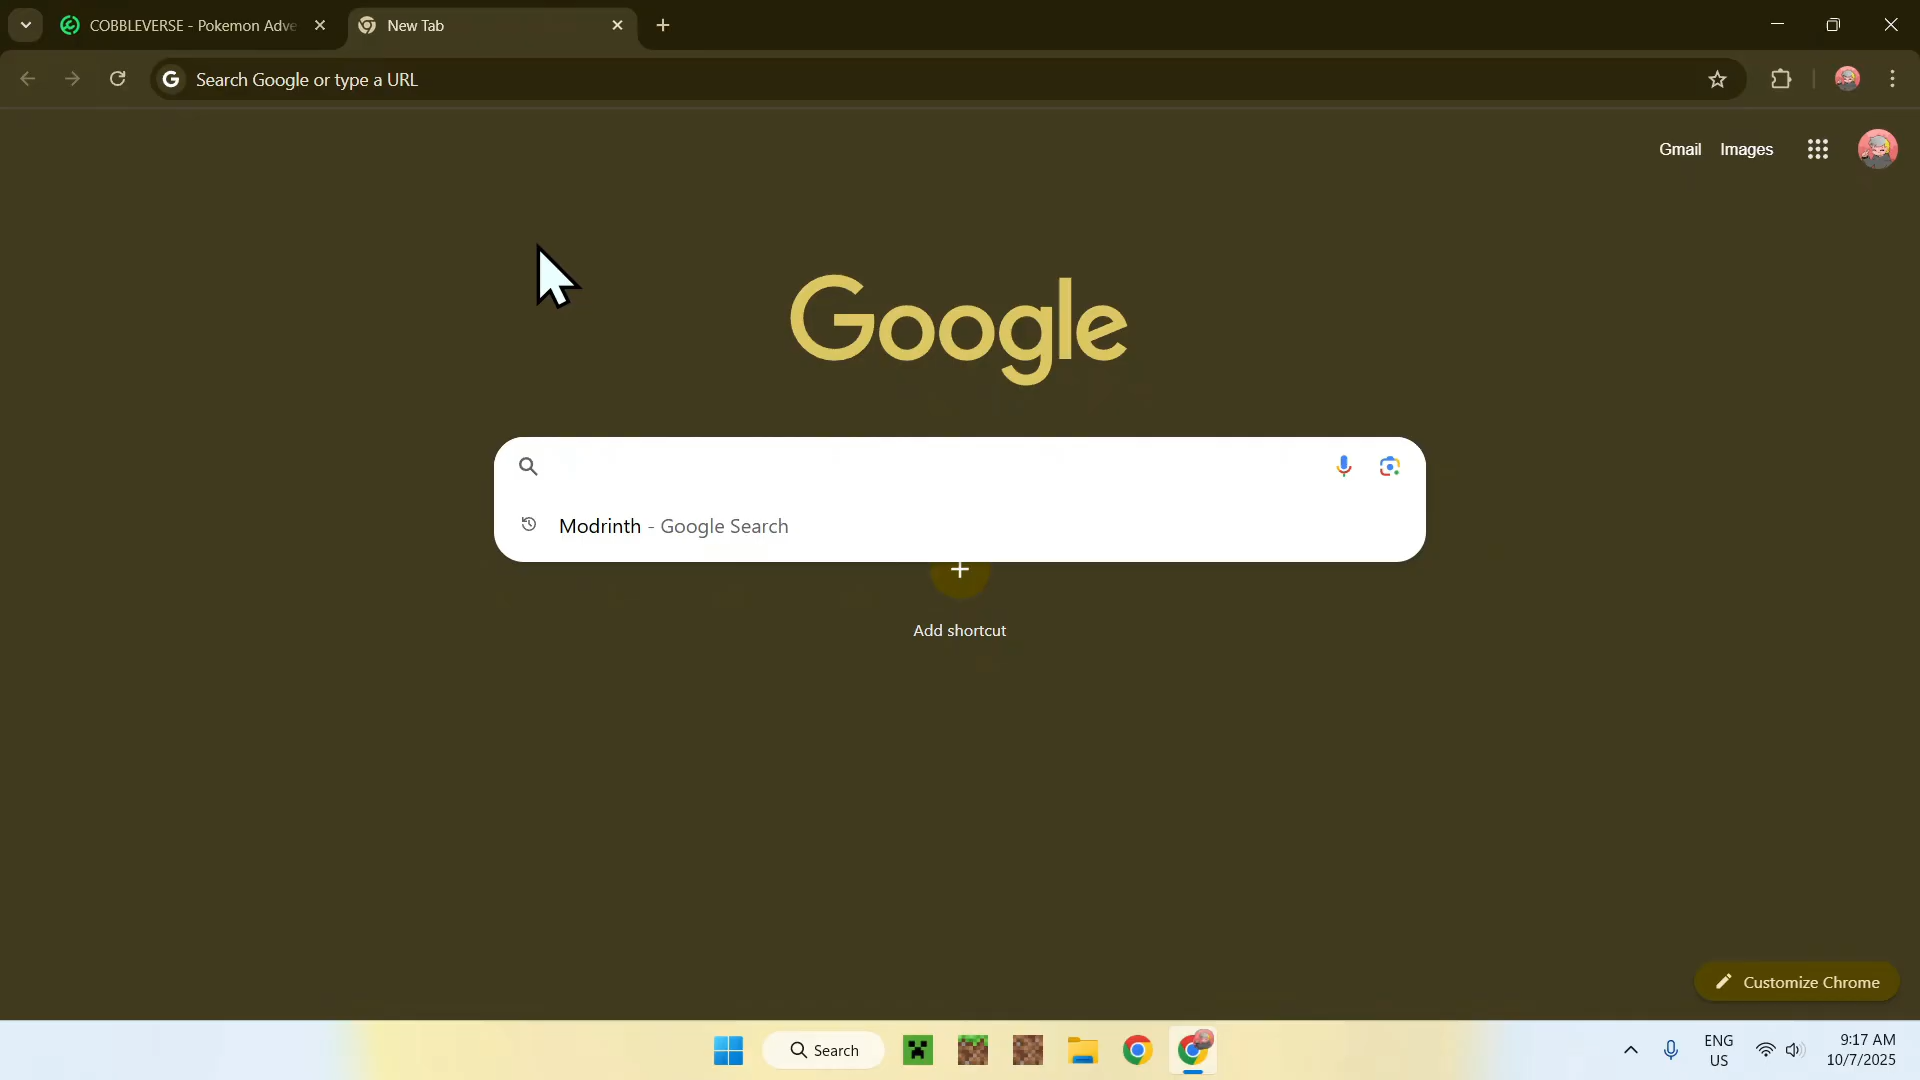 COBBLEVERSE - Pokemon Adve
New Tab
Search Google or type a URL
Gmail Images
Google
Modrinth - Google Search
Add shortcut
Customize Chrome
Search
ENG
US
9:17 AM
10/7/2025